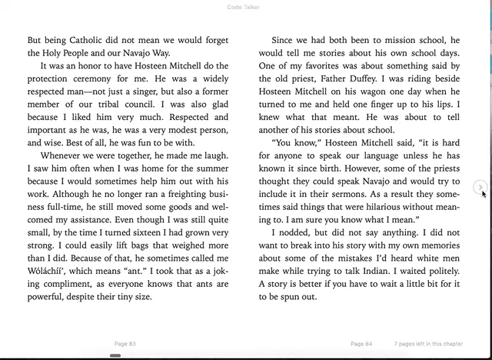 Code Talker
But being Catholic did not mean we would forget
the Holy People and our Navajo Way.
It was an honor to have Hosteen Mitchell do the
protection ceremony for me. He was a widely
respected man—not just a singer, but also a former
member of our tribal council. I was also glad
because I liked him very much. Respected and
important as he was, he was a very modest person,
and wise. Best of all, he was fun to be with.
Whenever we were together, he made me laugh.
I saw him often when I was home for the summer
because I would sometimes help him out with his
work. Although he no longer ran a freighting busi-
ness full-time, he still moved some goods and wel-
comed my assistance. Even though I was still quite
small, by the time I turned sixteen I had grown very
strong. I could easily lift bags that weighed more
than I did. Because of that, he sometimes called me
Wóláchíí', which means “ant.” I took that as a jok-
ing compliment, as everyone knows that ants are
powerful, despite their tiny size.
Page 83
Since we had both been to mission school, he
would tell me stories about his own school days.
One of my favorites was about something said by
the old priest, Father Duffey. I was riding beside
Hosteen Mitchell on his wagon one day when he
turned to me and held one finger up to his lips. I
knew what that meant. He was about to tell
another of his stories about school.
“You know,” Hosteen Mitchell said, “it is hard
for anyone to speak our language unless he has
known it since birth. However, some of the priests
thought they could speak Navajo and would try to
include it in their sermons. As a result they some-
times said things that were hilarious without mean-
ing to. I am sure you know what I mean.”
I nodded, but did not say anything. I did not
want to break into his story with my own memories
about some of the mistakes I'd heard white men
make while trying to talk Indian. I waited politely.
A story is better if you have to wait a little bit for it
to be spun out.
Page 84
7 pages left in this chapter